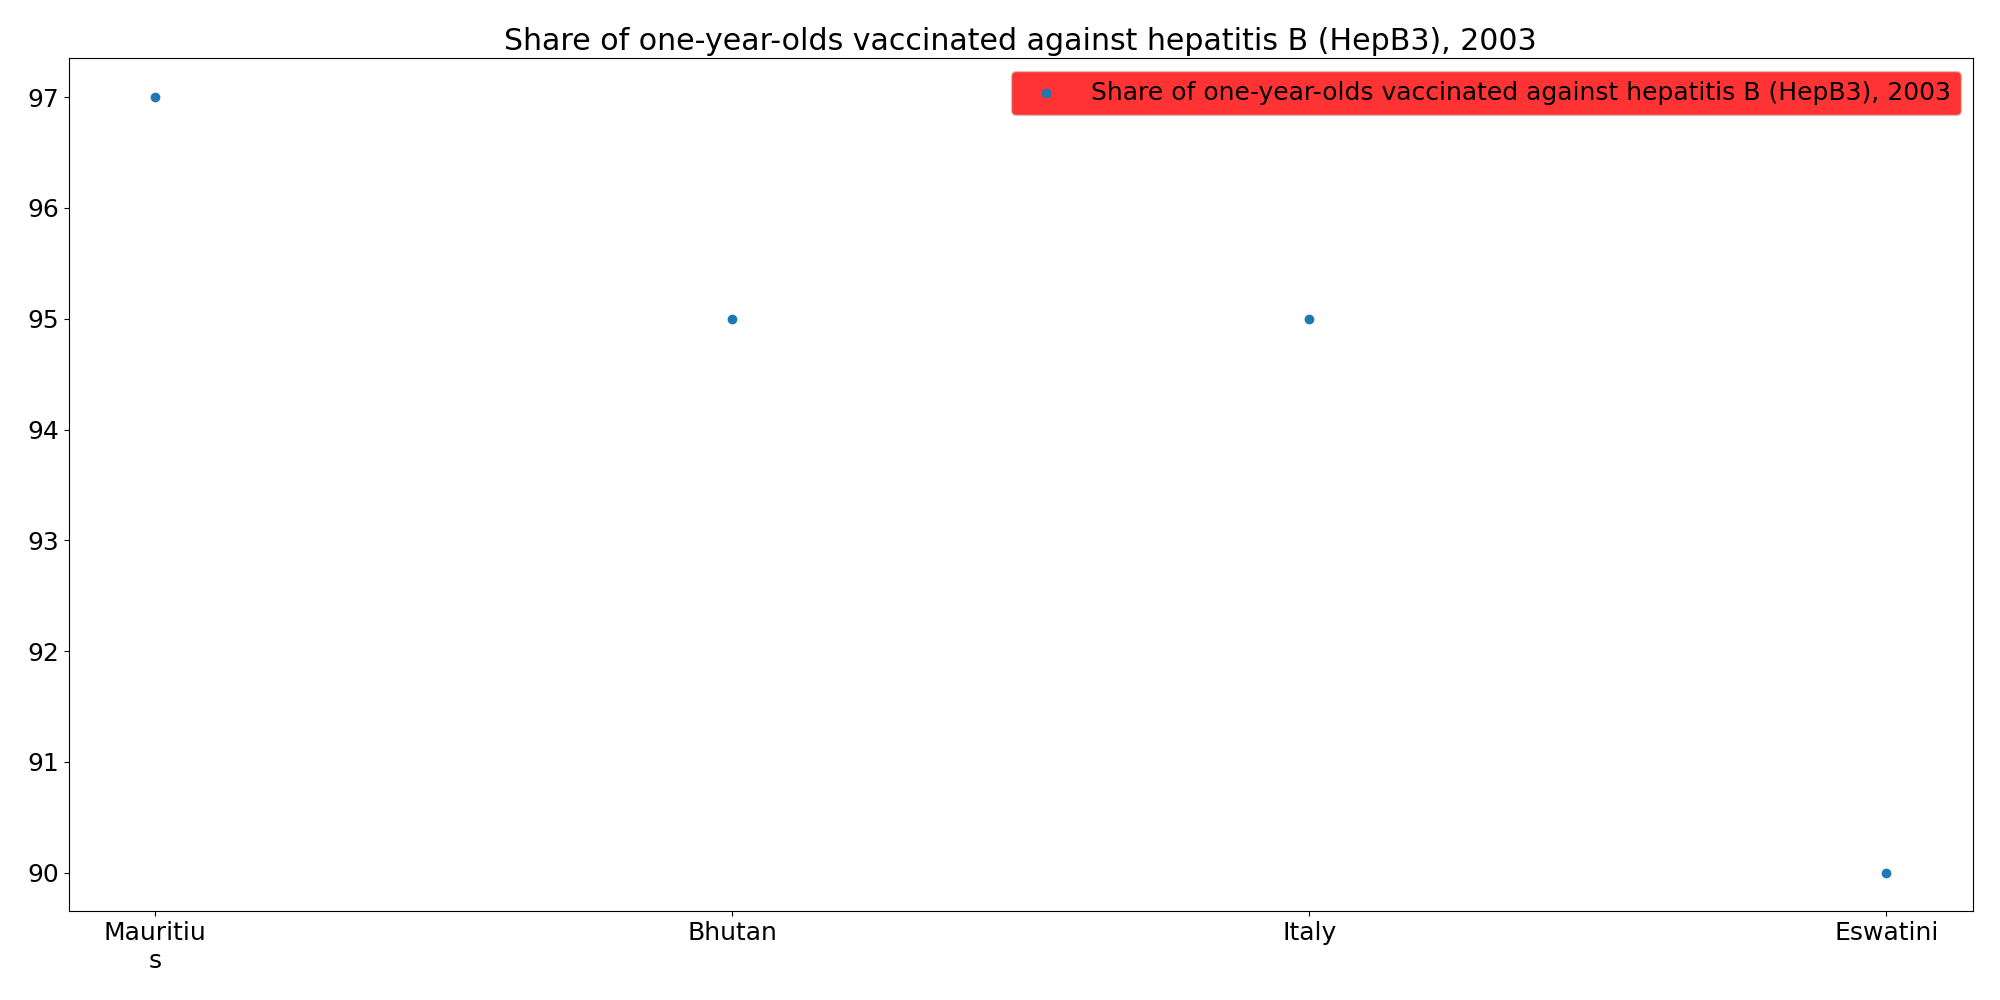 Share of one-year-olds vaccinated against hepatitis B (HepB3), 2003
Share of one-year-olds vaccinated against hepatitis B (HepB3), 2003
97
96
95
94
93
92
91
90
Mauritiu
s
Bhutan
Italy
Eswatini